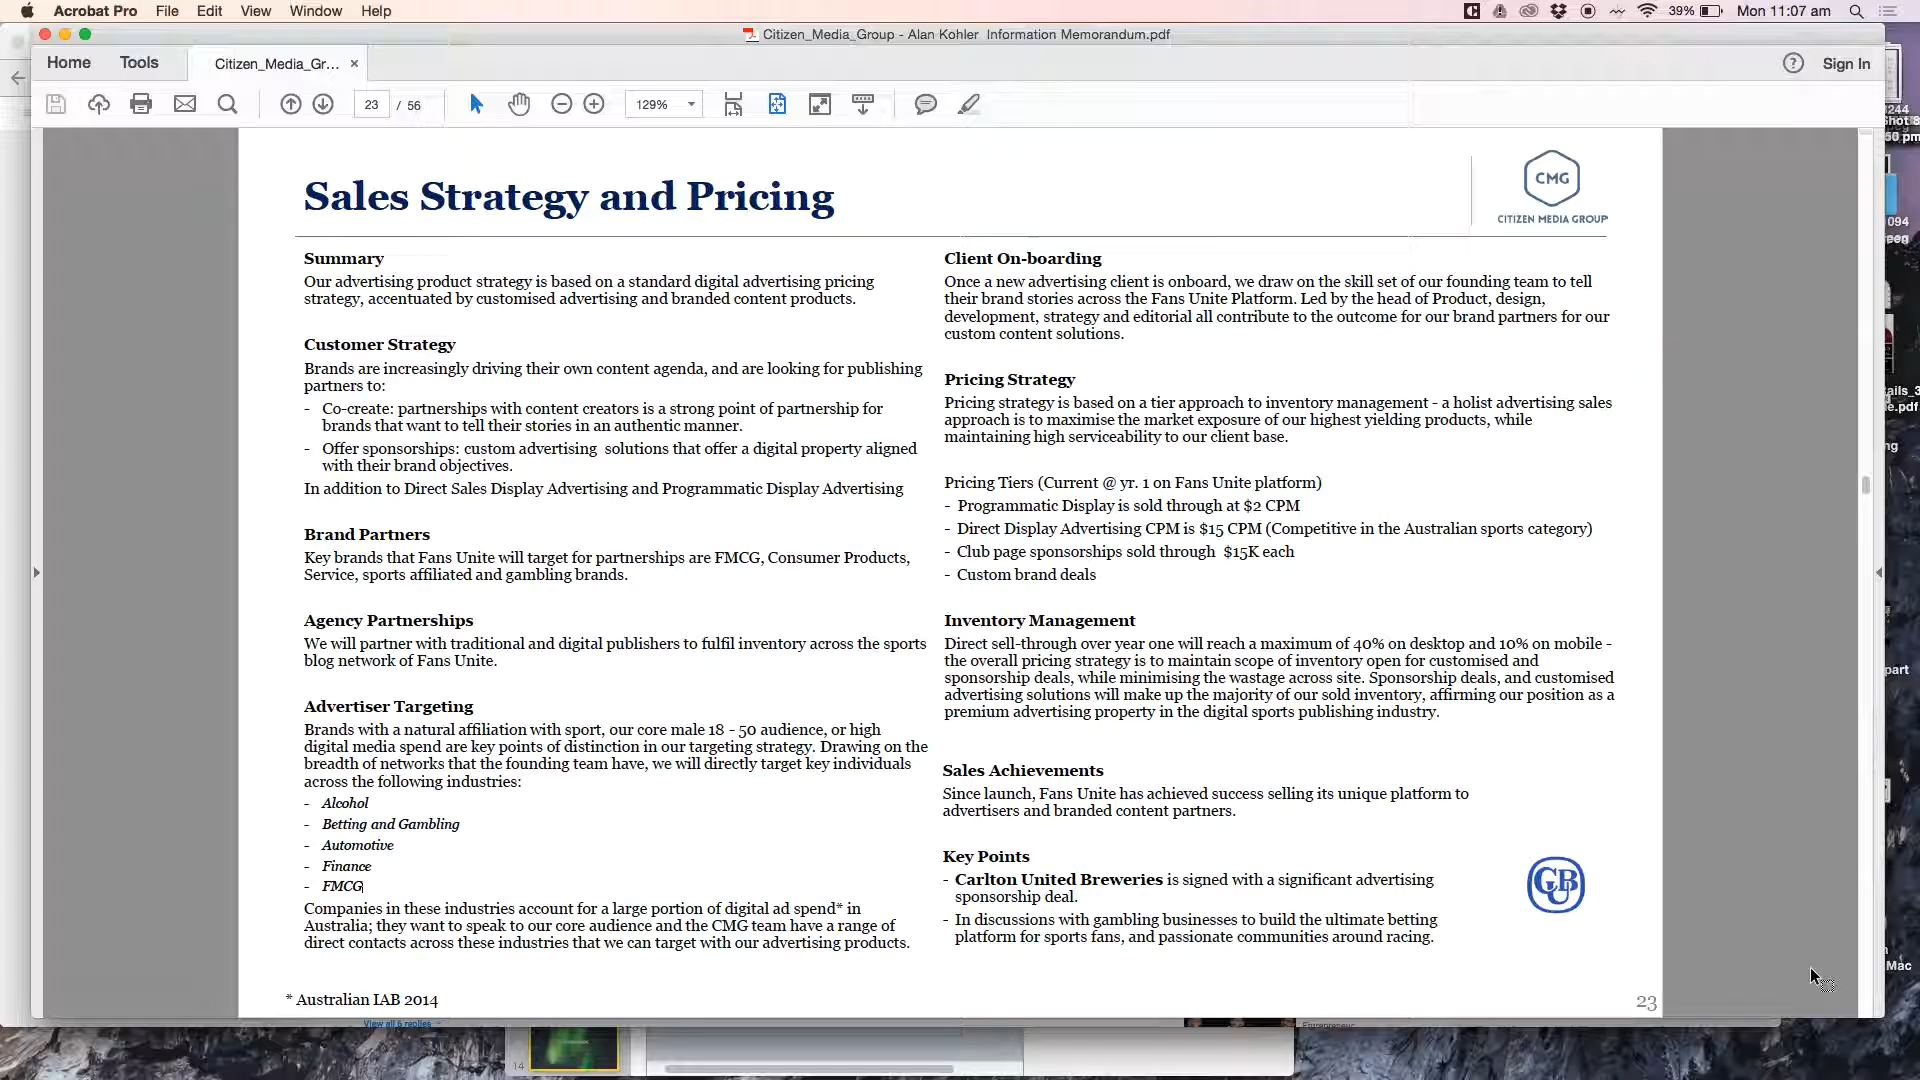 Acrobat Pro File Edit View Window Help
39% Mon 11:07 am
Citizen_Media_Group - Alan Kohler Information Memorandum.pdf
Home Tools Citizen_Media_Gr... × ? Sign In
23 / 56 129%
Sales Strategy and Pricing
CMG
CITIZEN MEDIA GROUP
Summary
Our advertising product strategy is based on a standard digital advertising pricing
strategy, accentuated by customised advertising and branded content products.
Customer Strategy
Brands are increasingly driving their own content agenda, and are looking for publishing
partners to:
- Co-create: partnerships with content creators is a strong point of partnership for
brands that want to tell their stories in an authentic manner.
- Offer sponsorships: custom advertising solutions that offer a digital property aligned
with their brand objectives.
In addition to Direct Sales Display Advertising and Programmatic Display Advertising
Brand Partners
Key brands that Fans Unite will target for partnerships are FMCG, Consumer Products,
Service, sports affiliated and gambling brands.
Agency Partnerships
We will partner with traditional and digital publishers to fulfil inventory across the sports
blog network of Fans Unite.
Advertiser Targeting
Brands with a natural affiliation with sport, our core male 18 - 50 audience, or high
digital media spend are key points of distinction in our targeting strategy. Drawing on the
breadth of networks that the founding team have, we will directly target key individuals
across the following industries:
- Alcohol
- Betting and Gambling
- Automotive
- Finance
- FMCG
Companies in these industries account for a large portion of digital ad spend* in
Australia; they want to speak to our core audience and the CMG team have a range of
direct contacts across these industries that we can target with our advertising products.
* Australian IAB 2014
Client On-boarding
Once a new advertising client is onboard, we draw on the skill set of our founding team to tell
their brand stories across the Fans Unite Platform. Led by the head of Product, design,
development, strategy and editorial all contribute to the outcome for our brand partners for our
custom content solutions.
Pricing Strategy
Pricing strategy is based on a tier approach to inventory management - a holist advertising sales
approach is to maximise the market exposure of our highest yielding products, while
maintaining high serviceability to our client base.
Pricing Tiers (Current @ yr. 1 on Fans Unite platform)
- Programmatic Display is sold through at $2 CPM
- Direct Display Advertising CPM is $15 CPM (Competitive in the Australian sports category)
- Club page sponsorships sold through $15K each
- Custom brand deals
Inventory Management
Direct sell-through over year one will reach a maximum of 40% on desktop and 10% on mobile -
the overall pricing strategy is to maintain scope of inventory open for customised and
sponsorship deals, while minimising the wastage across site. Sponsorship deals, and customised
advertising solutions will make up the majority of our sold inventory, affirming our position as a
premium advertising property in the digital sports publishing industry.
Sales Achievements
Since launch, Fans Unite has achieved success selling its unique platform to
advertisers and branded content partners.
Key Points
- Carlton United Breweries is signed with a significant advertising
sponsorship deal.
- In discussions with gambling businesses to build the ultimate betting
platform for sports fans, and passionate communities around racing.
CUB
23
View all 6 replies
14
Mac